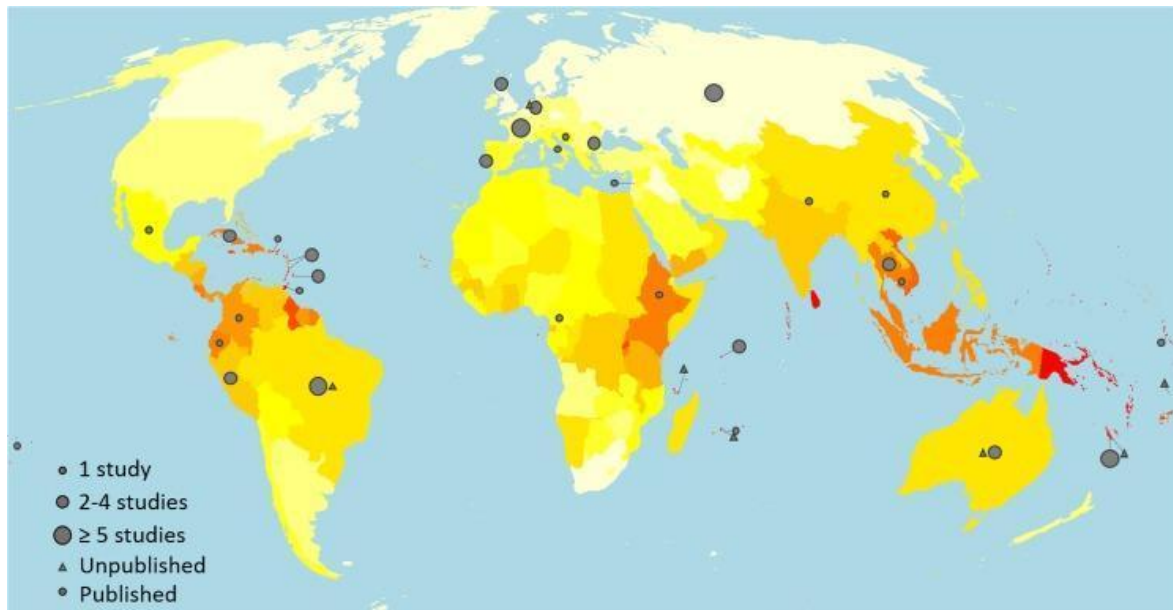 1 study
2-4 studies
≥ 5 studies
Unpublished
Published